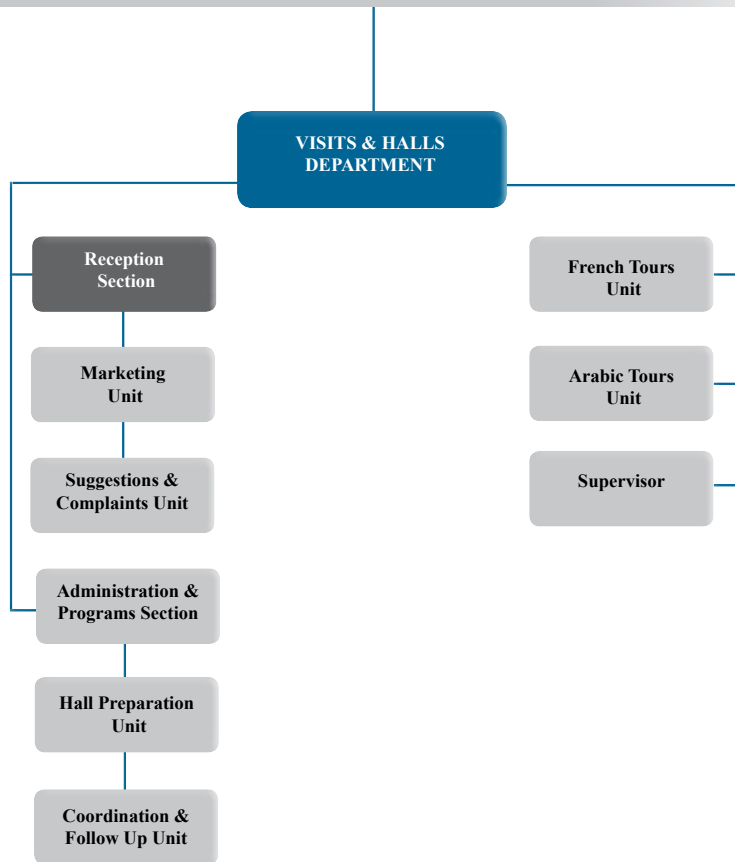 VISITS & HALLS
DEPARTMENT
Reception
Section
Marketing
Unit
Suggestions &
Complaints Unit
Administration &
Programs Section
Hall Preparation
Unit
Coordination &
Follow Up Unit
French Tours
Unit
Arabic Tours
Unit
Supervisor